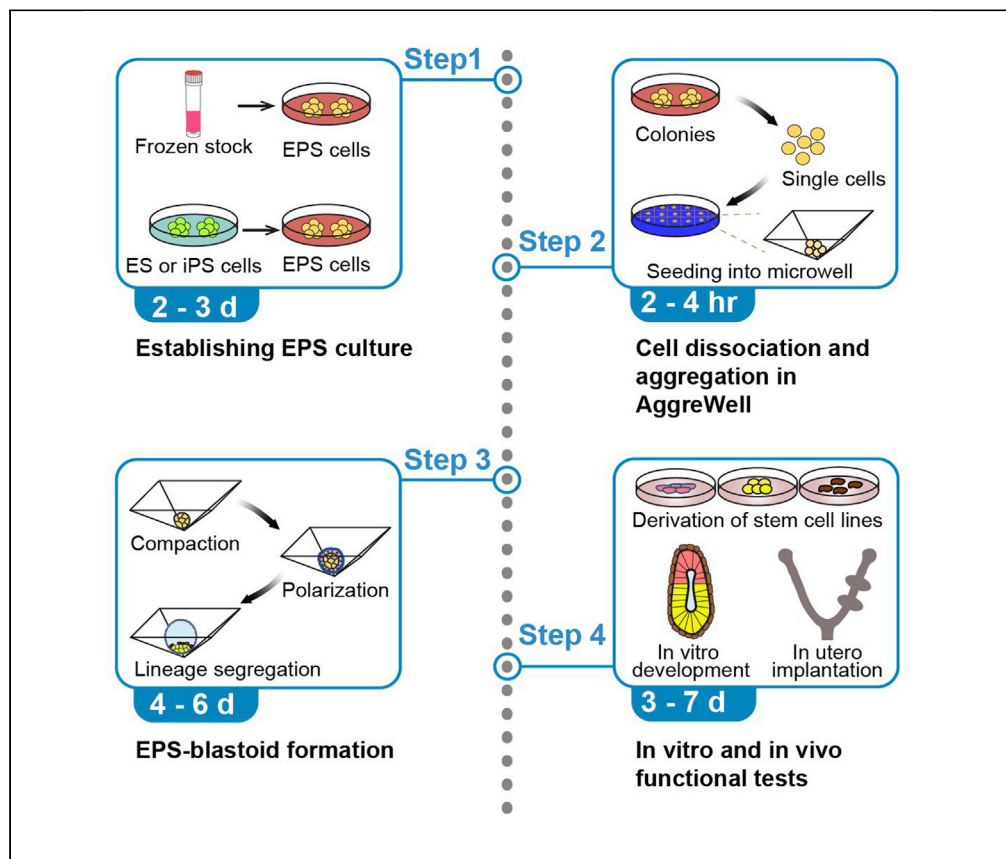 Step1
Frozen stock
EPS cells
ES or iPS cells
EPS cells
2 - 3 d
Establishing EPS culture
Step 2
Colonies
Single cells
Seeding into microwell
2 - 4 hr
Cell dissociation and
aggregation in
AggreWell
Step 3
Compaction
Polarization
Lineage segregation
4 - 6 d
EPS-blastoid formation
Step 4
Derivation of stem cell lines
In vitro
development
In utero
implantation
3 - 7 d
In vitro and in vivo
functional tests